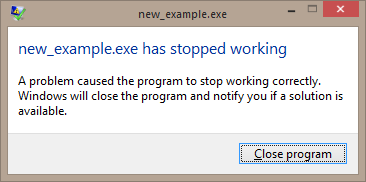 new_example.exe
new_example.exe has stopped working
A problem caused the program to stop working correctly.
Windows will close the program and notify you if a solution is
available.
Close program